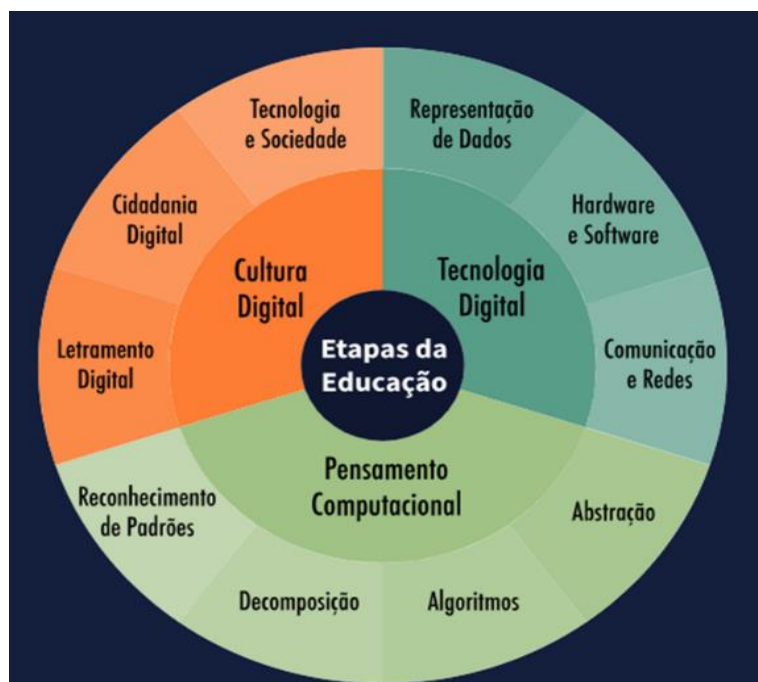 Tecnologia
e Sociedade
Representação
de Dados
Cidadania
Digital
Hardware
e Software
Cultura
Digital
Tecnologia
Digital
Letramento
Digital
Etapas da
Educação
Comunicação
e Redes
Pensamento
Computacional
Reconhecimento
de Padrões
Abstração
Decomposição
Algoritmos